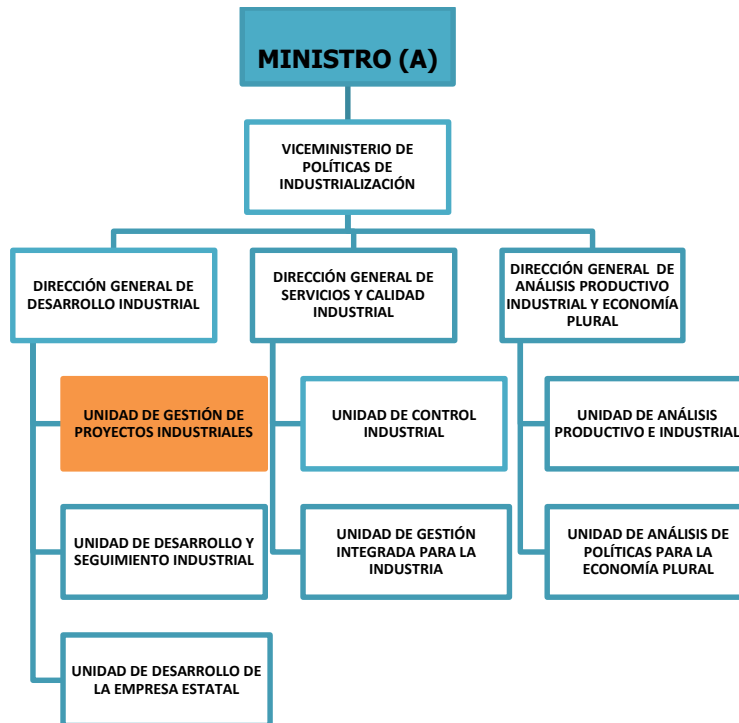 MINISTRO (A)
VICEMINISTERIO DE
POLÍTICAS DE
INDUSTRIALIZACIÓN
DIRECCIÓN GENERAL DE
DESARROLLO INDUSTRIAL
DIRECCIÓN GENERAL DE
SERVICIOS Y CALIDAD
INDUSTRIAL
DIRECCIÓN GENERAL DE
ANÁLISIS PRODUCTIVO
INDUSTRIAL Y ECONOMÍA
PLURAL
UNIDAD DE GESTIÓN DE
PROYECTOS INDUSTRIALES
UNIDAD DE CONTROL
INDUSTRIAL
UNIDAD DE ANÁLISIS
PRODUCTIVO E INDUSTRIAL
UNIDAD DE DESARROLLO Y
SEGUIMIENTO INDUSTRIAL
UNIDAD DE GESTIÓN
INTEGRADA PARA LA
INDUSTRIA
UNIDAD DE ANÁLISIS DE
POLÍTICAS PARA LA
ECONOMÍA PLURAL
UNIDAD DE DESARROLLO DE
LA EMPRESA ESTATAL